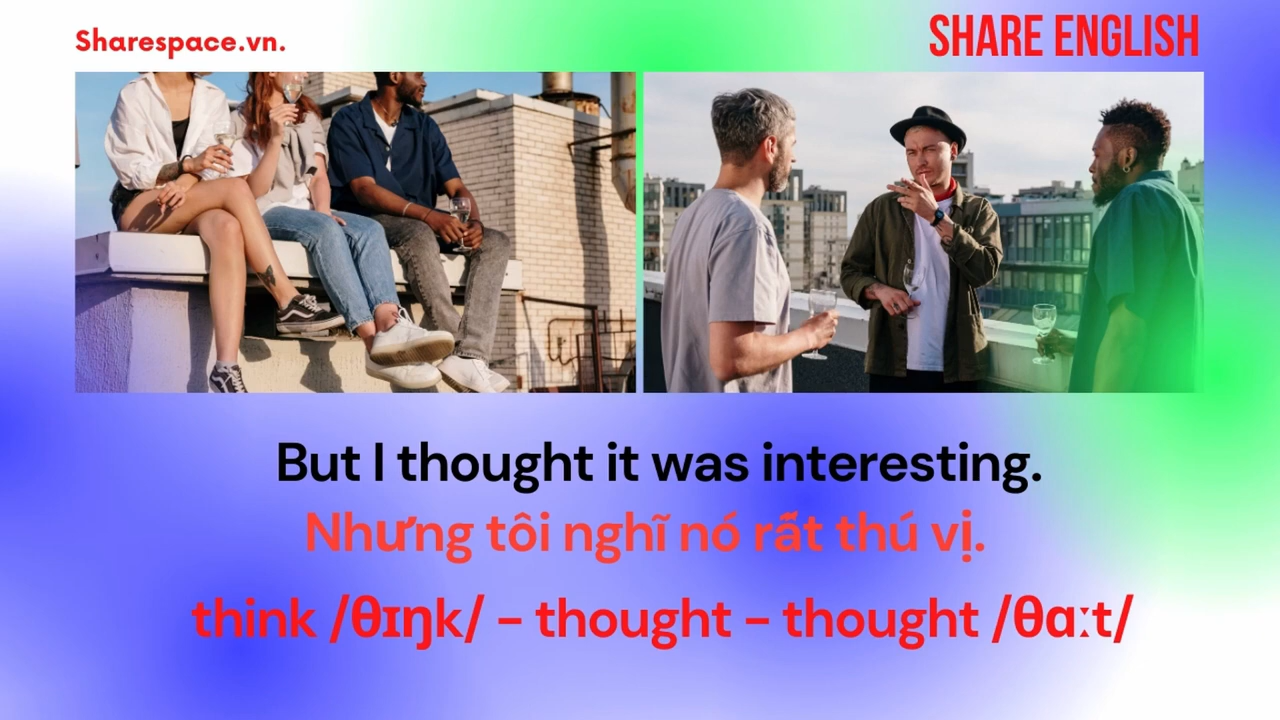 Sharespace.vn.
SHARE ENGLISH
But I thought it was interesting.
Nhưng tôi nghĩ nó rất thú vị.
think /θɪŋk/ – thought – thought /θɑːt/